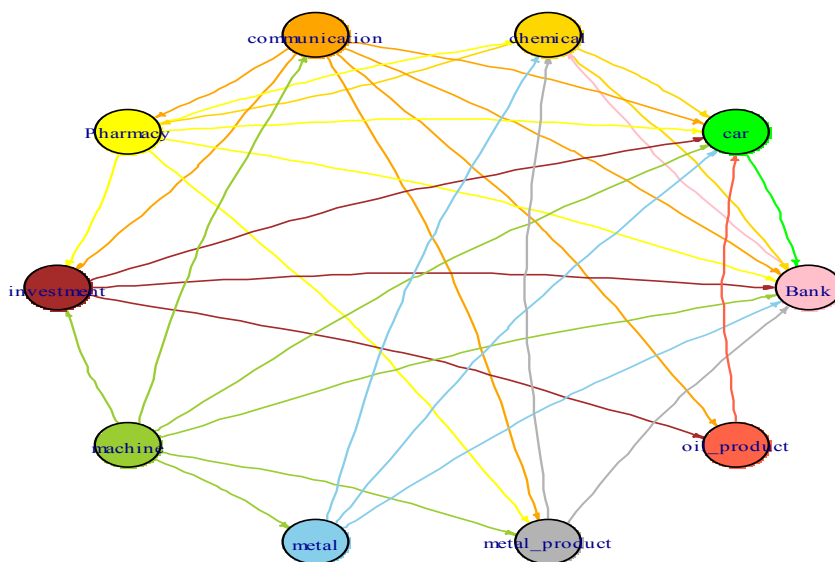 communication
chemical
Pharmacy
car
investment
Bank
machine
oil_product
metal
metal_product